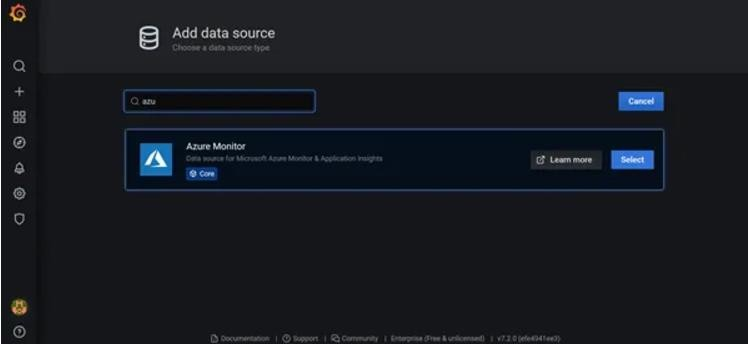 Add data source
Choose a data source type
azu
Cancel
Azure Monitor
Data source for Microsoft Azure Monitor & Application Insights
Core
Learn more
Select
Documentation | Support | Community | Enterprise (Free & unlicensed) | v7.2.0 (efe4941ee3)